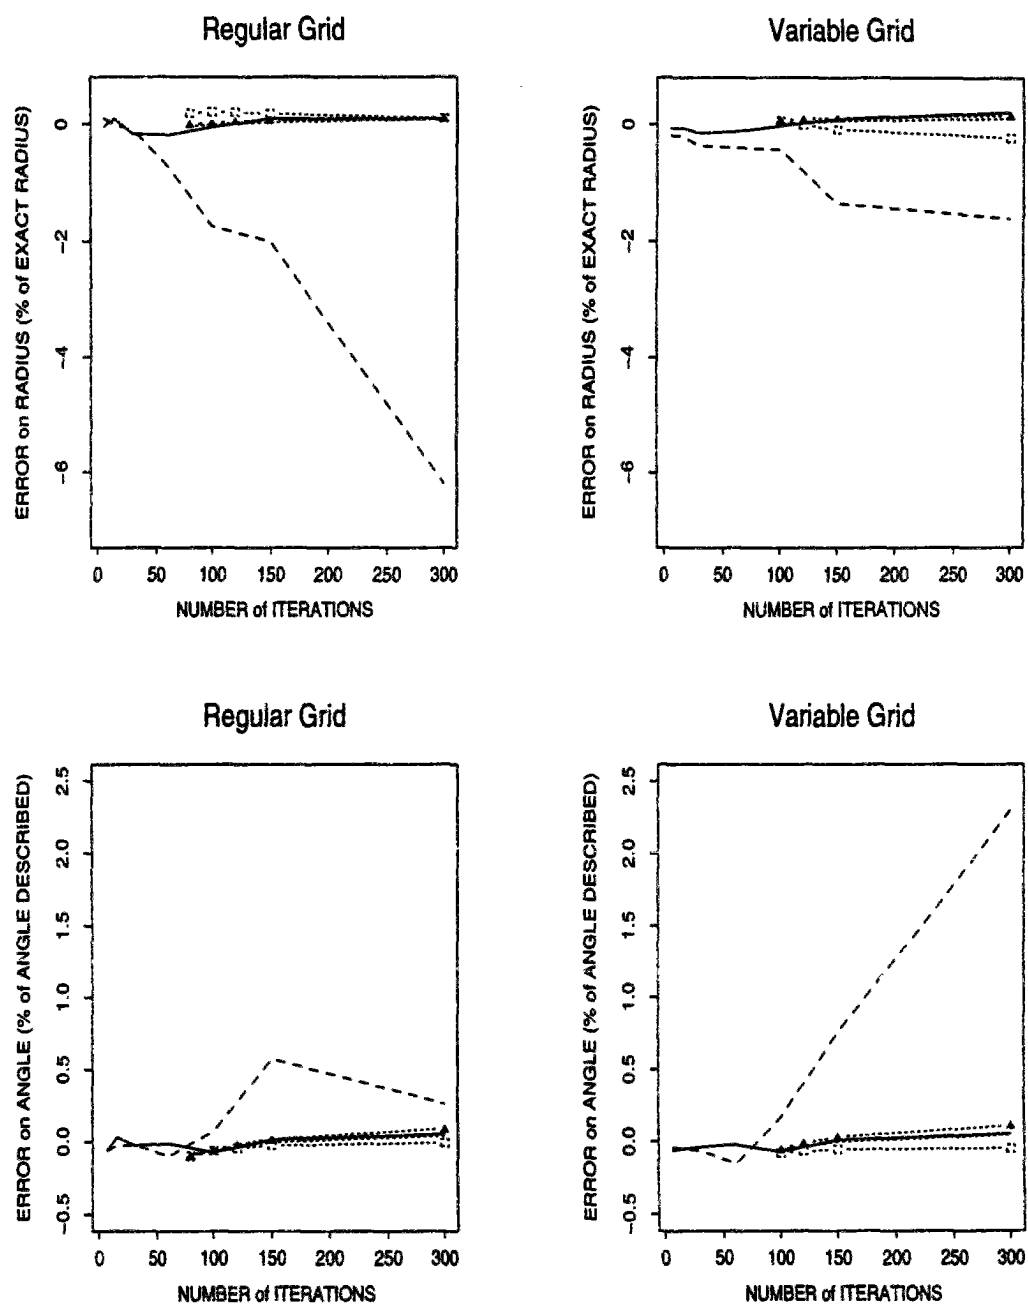 Regular Grid
Variable Grid
ERROR on RADIUS (% of EXACT RADIUS)
0
−2
−4
−6
0 50 100 150 200 250 300
NUMBER of ITERATIONS
ERROR on RADIUS (% of EXACT RADIUS)
0
−2
−4
−6
0 50 100 150 200 250 300
NUMBER of ITERATIONS
Regular Grid
Variable Grid
ERROR on ANGLE (% of ANGLE DESCRIBED)
2.5
2.0
1.5
1.0
0.5
0.0
−0.5
0 50 100 150 200 250 300
NUMBER of ITERATIONS
ERROR on ANGLE (% of ANGLE DESCRIBED)
2.5
2.0
1.5
1.0
0.5
0.0
−0.5
0 50 100 150 200 250 300
NUMBER of ITERATIONS